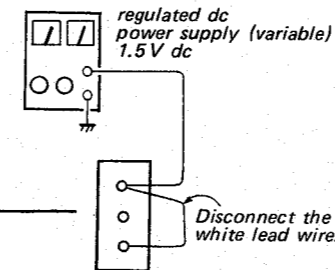 regulated dc
power supply (variable)
1.5V dc
Disconnect the
white lead wire